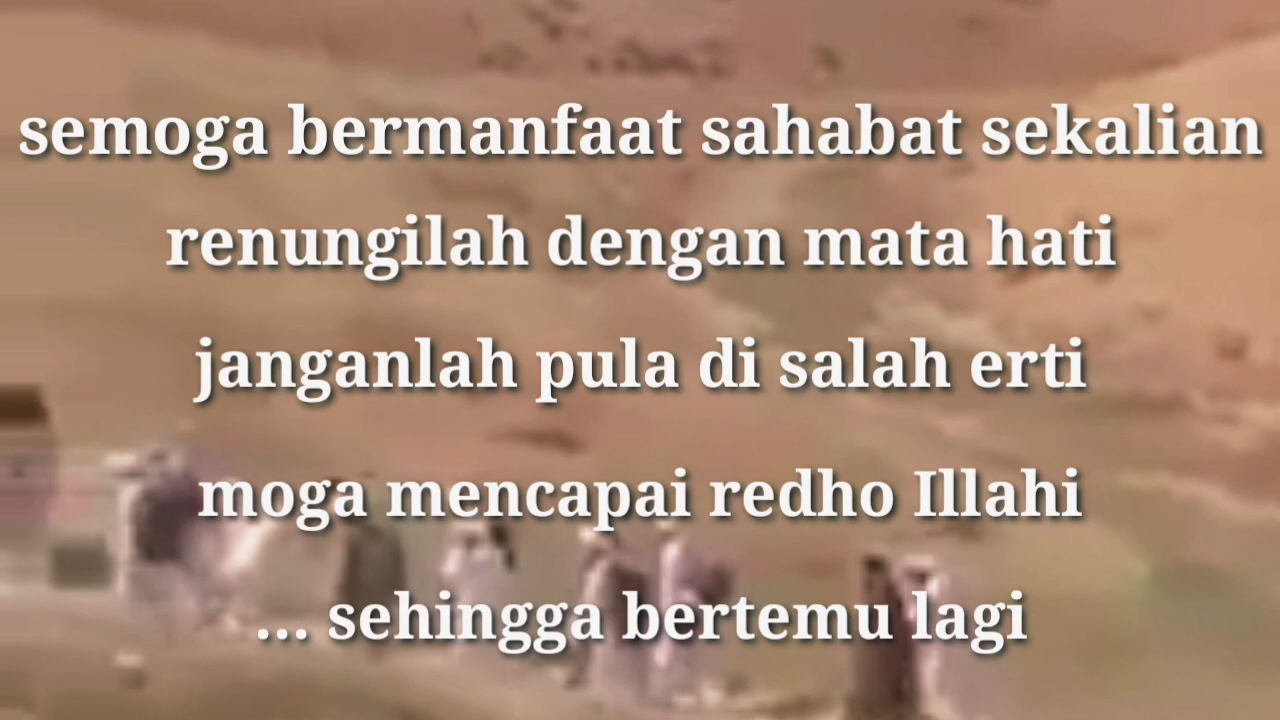 semoga bermanfaat sahabat sekalian
renungilah dengan mata hati
janganlah pula di salah erti
moga mencapai redho Illahi
... sehingga bertemu lagi